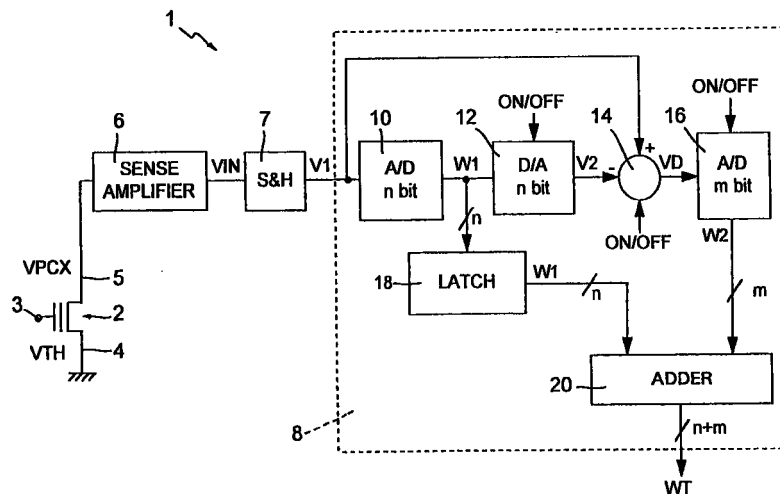 1
6
SENSE
AMPLIFIER
VIN
7
S&H
V1
10
A/D
n bit
W1
ON/OFF
12
D/A
n bit
V2
-
+
14
ON/OFF
VD
ON/OFF
16
A/D
m bit
n
W2
VPCX
5
3
2
VTH
4
18
LATCH
W1
n
m
20
ADDER
8
n+m
WT